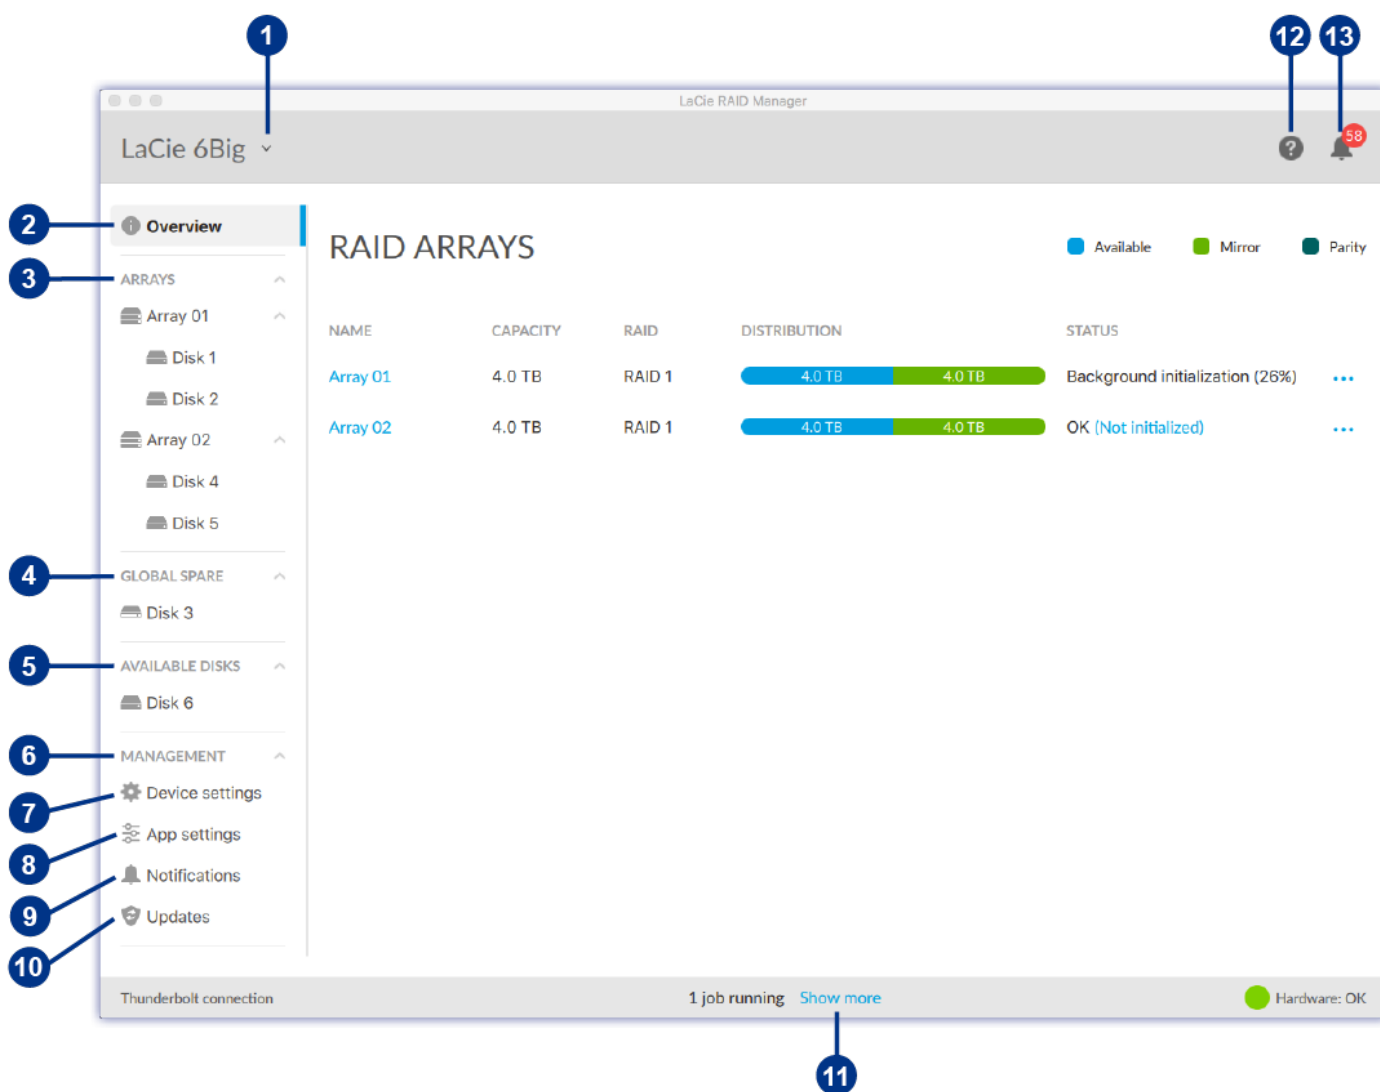 1 12 13
LaCie RAID Manager
LaCie 6Big
58
2 Overview
RAID ARRAYS
Available Mirror Parity
3 ARRAYS
Array 01
Disk 1
Disk 2
Array 02
Disk 4
Disk 5
NAME CAPACITY RAID DISTRIBUTION STATUS
Array 01 4.0 TB RAID 1 4.0 TB 4.0 TB Background initialization (26%) ...
Array 02 4.0 TB RAID 1 4.0 TB 4.0 TB OK (Not initialized) ...
4 GLOBAL SPARE
Disk 3
5 AVAILABLE DISKS
Disk 6
6 MANAGEMENT
7 Device settings
8 App settings
9 Notifications
10 Updates
Thunderbolt connection 1 job running Show more Hardware: OK
11